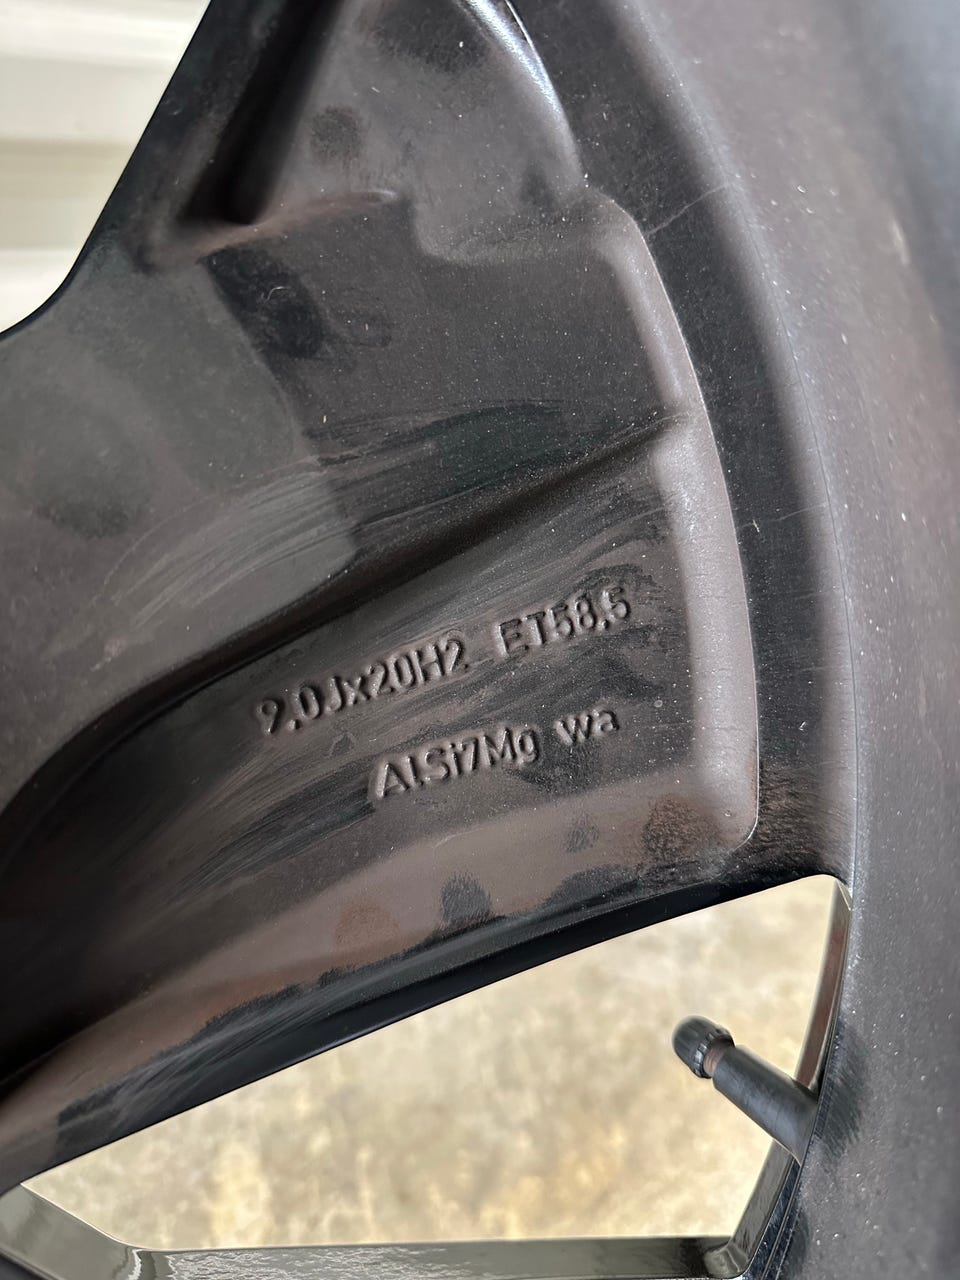 9.0Jx20H2 ET58,5
AlSi7Mg wa